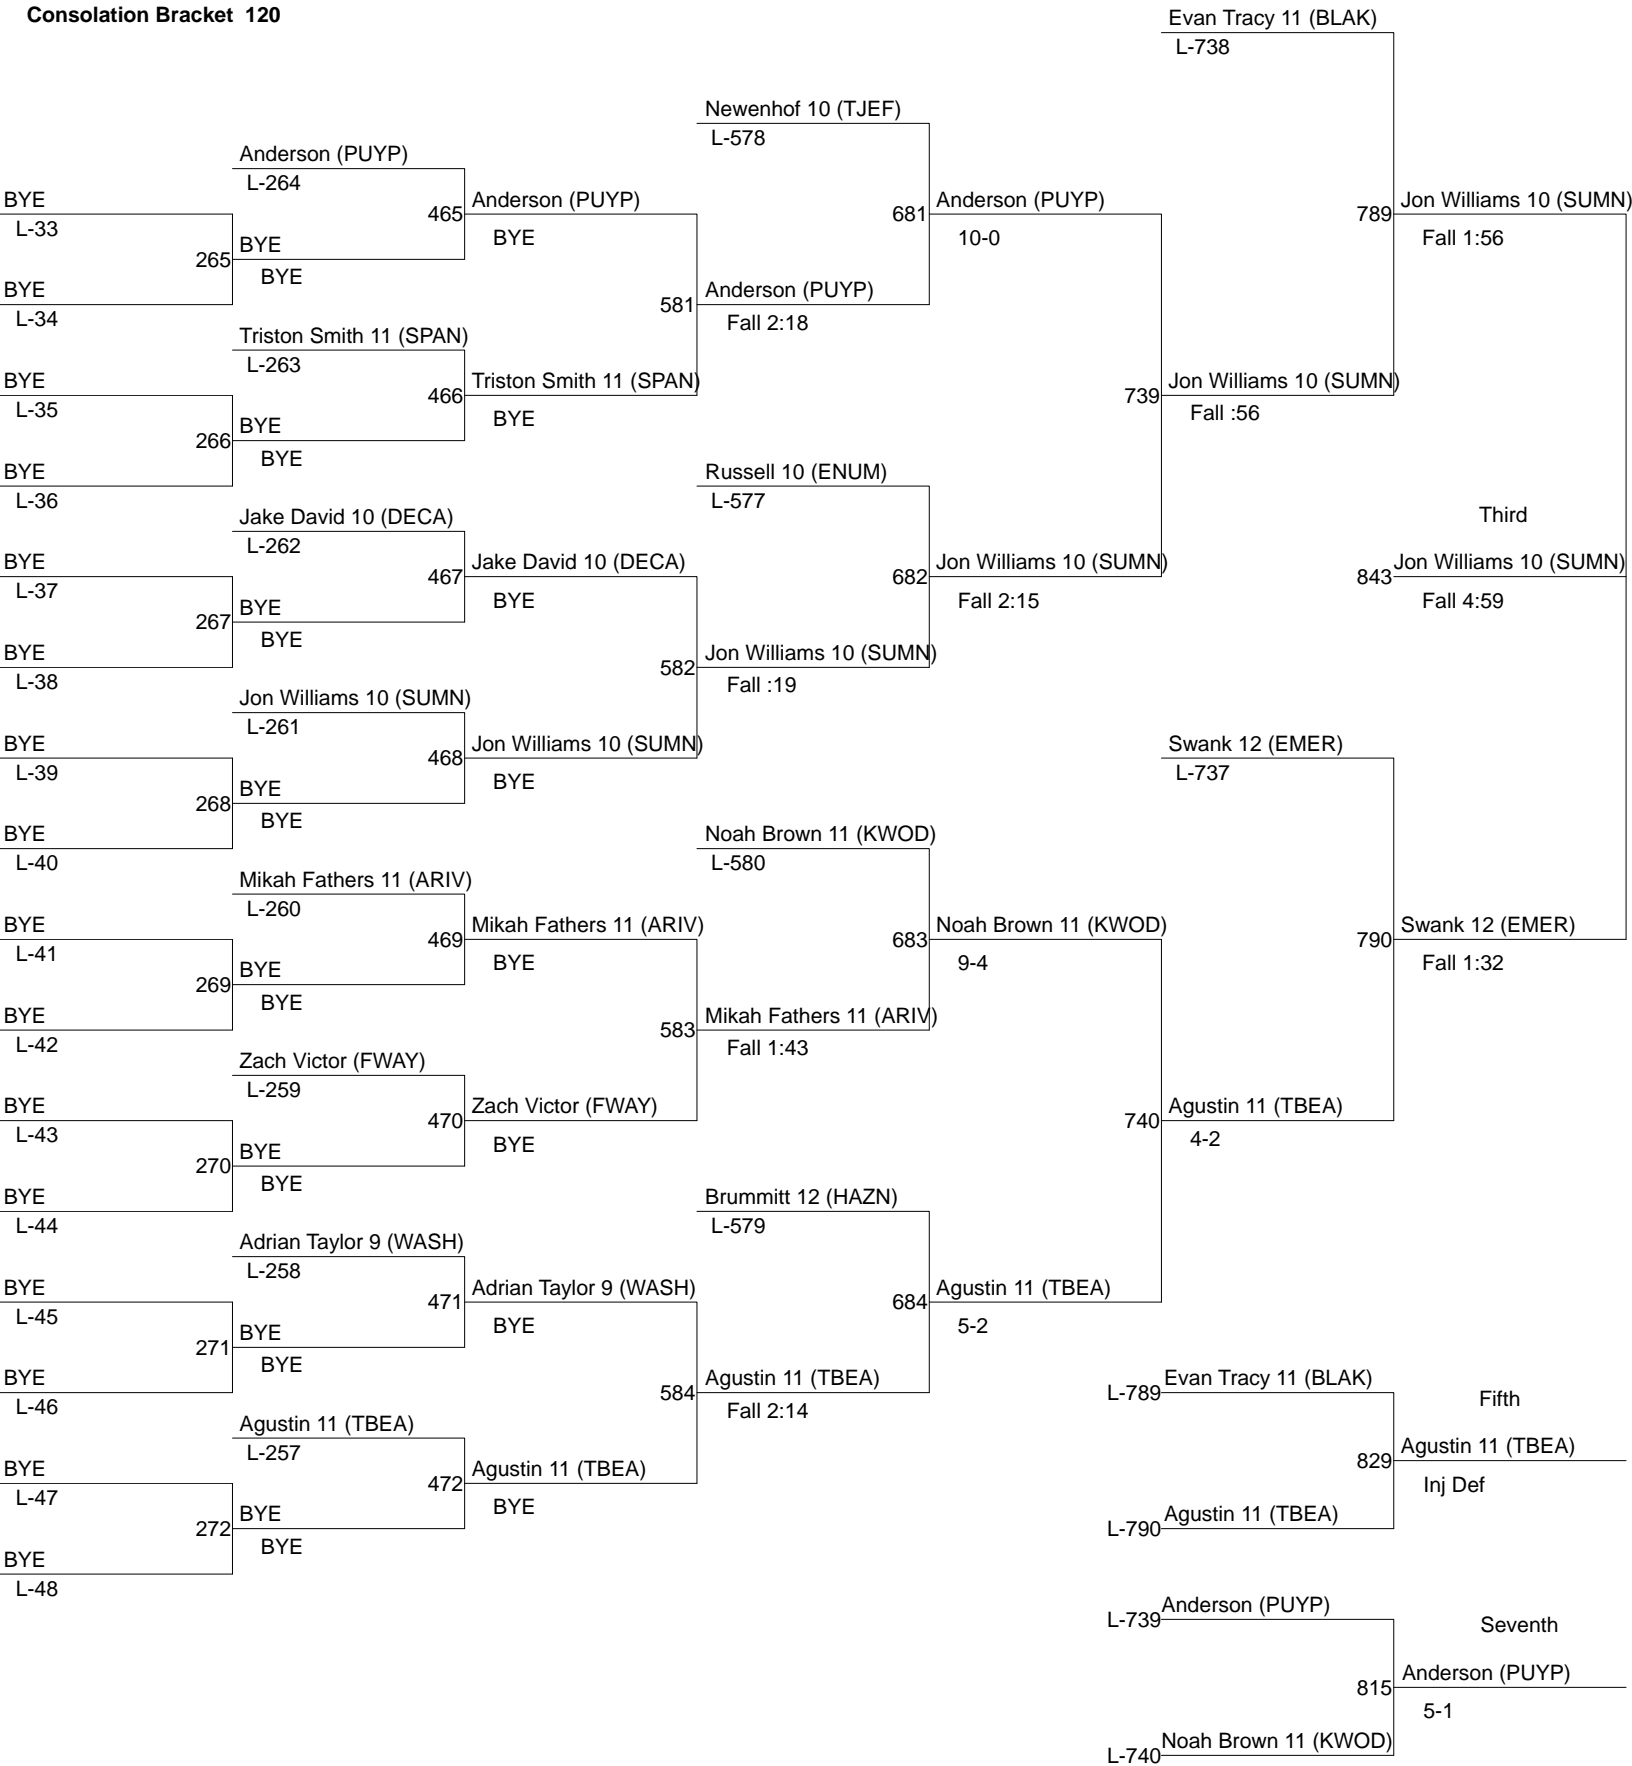 Consolation Bracket 120
BYE
L-33
BYE
L-34
BYE
L-35
BYE
L-36
BYE
L-37
BYE
L-38
BYE
L-39
BYE
L-40
BYE
L-41
BYE
L-42
BYE
L-43
BYE
L-44
BYE
L-45
BYE
L-46
BYE
L-47
BYE
L-48
Anderson (PUYP)
L-264
265
BYE
BYE
Triston Smith 11 (SPAN)
L-263
266
BYE
BYE
Jake David 10 (DECA)
L-262
267
BYE
BYE
Jon Williams 10 (SUMN)
L-261
268
BYE
BYE
Mikah Fathers 11 (ARIV)
L-260
269
BYE
BYE
Zach Victor (FWAY)
L-259
270
BYE
BYE
Adrian Taylor 9 (WASH)
L-258
271
BYE
BYE
Agustin 11 (TBEA)
L-257
272
BYE
BYE
465
Anderson (PUYP)
BYE
466
Triston Smith 11 (SPAN)
BYE
467
Jake David 10 (DECA)
BYE
468
Jon Williams 10 (SUMN)
BYE
469
Mikah Fathers 11 (ARIV)
BYE
470
Zach Victor (FWAY)
BYE
471
Adrian Taylor 9 (WASH)
BYE
472
Agustin 11 (TBEA)
BYE
Newenhof 10 (TJEF)
L-578
581
Anderson (PUYP)
Fall 2:18
Russell 10 (ENUM)
L-577
582
Jon Williams 10 (SUMN)
Fall :19
Noah Brown 11 (KWOD)
L-580
583
Mikah Fathers 11 (ARIV)
Fall 1:43
Brummitt 12 (HAZN)
L-579
584
Agustin 11 (TBEA)
Fall 2:14
681
Anderson (PUYP)
10-0
682
Jon Williams 10 (SUMN)
Fall 2:15
683
Noah Brown 11 (KWOD)
9-4
684
Agustin 11 (TBEA)
5-2
Evan Tracy 11 (BLAK)
L-738
739
Jon Williams 10 (SUMN)
Fall :56
Swank 12 (EMER)
L-737
740
Agustin 11 (TBEA)
4-2
789
Jon Williams 10 (SUMN)
Fall 1:56
Third
843
Jon Williams 10 (SUMN)
Fall 4:59
790
Swank 12 (EMER)
Fall 1:32
L-789
Evan Tracy 11 (BLAK)
Fifth
829
Agustin 11 (TBEA)
Inj Def
L-790
Agustin 11 (TBEA)
L-739
Anderson (PUYP)
Seventh
815
Anderson (PUYP)
5-1
L-740
Noah Brown 11 (KWOD)